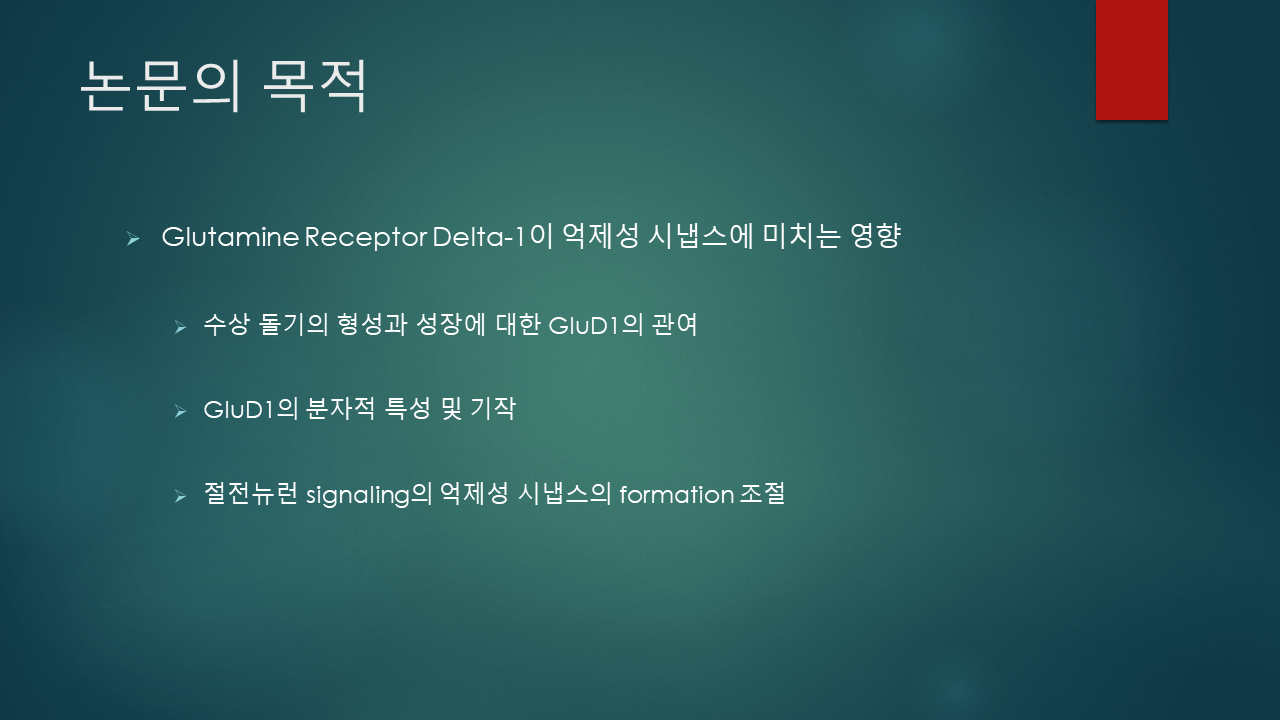 논문의 목적
Glutamine Receptor Delta-1이 억제성 시냅스에 미치는 영향
수상 돌기의 형성과 성장에 대한 GluD1의 관여
GluD1의 분자적 특성 및 기작
절전뉴런 signaling의 억제성 시냅스의 formation 조절